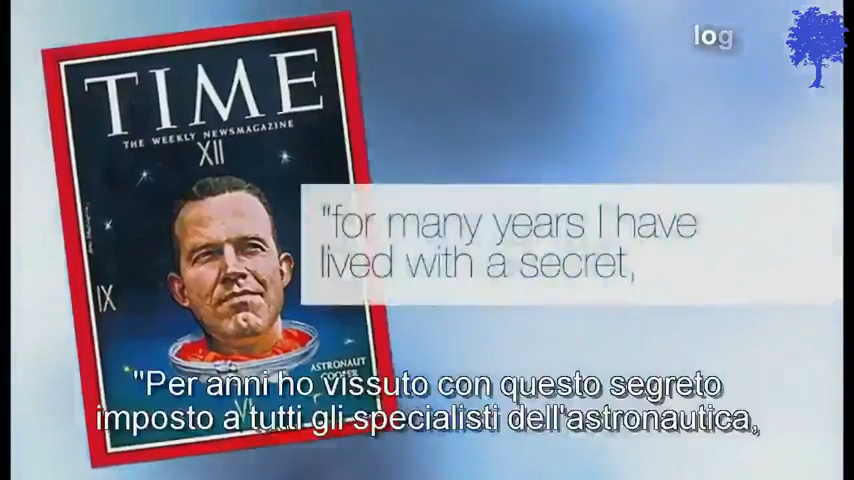 log
TIME
THE WEEKLY NEWSMAGAZINE
XII
"for many years I have
lived with a secret,
IX
ASTRONAUT
COOPER
VI
"Per anni ho vissuto con questo segreto
imposto a tutti gli specialisti dell'astronautica,